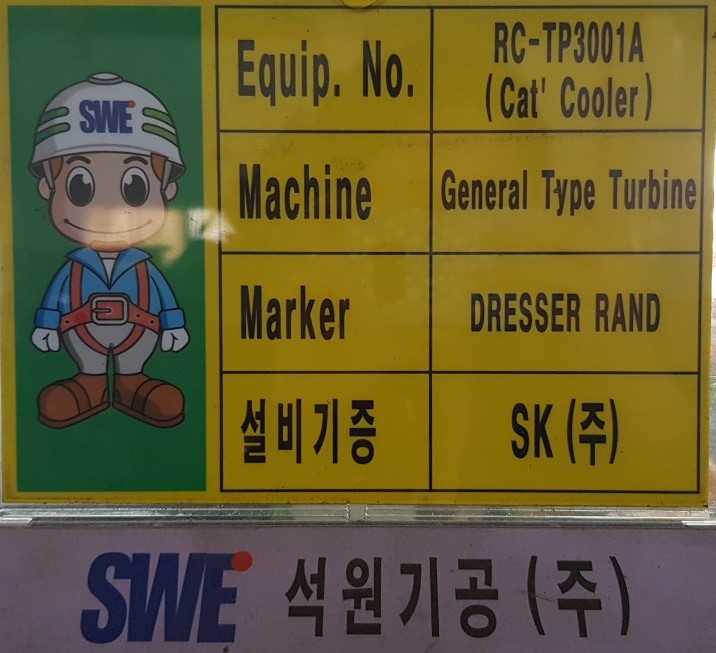 SWE
Equip. No.
RC-TP3001A
(Cat' Cooler)
Machine
General Type Turbine
Marker
DRESSER RAND
설비기증
SK (주)
SWE 석원기공 (주)